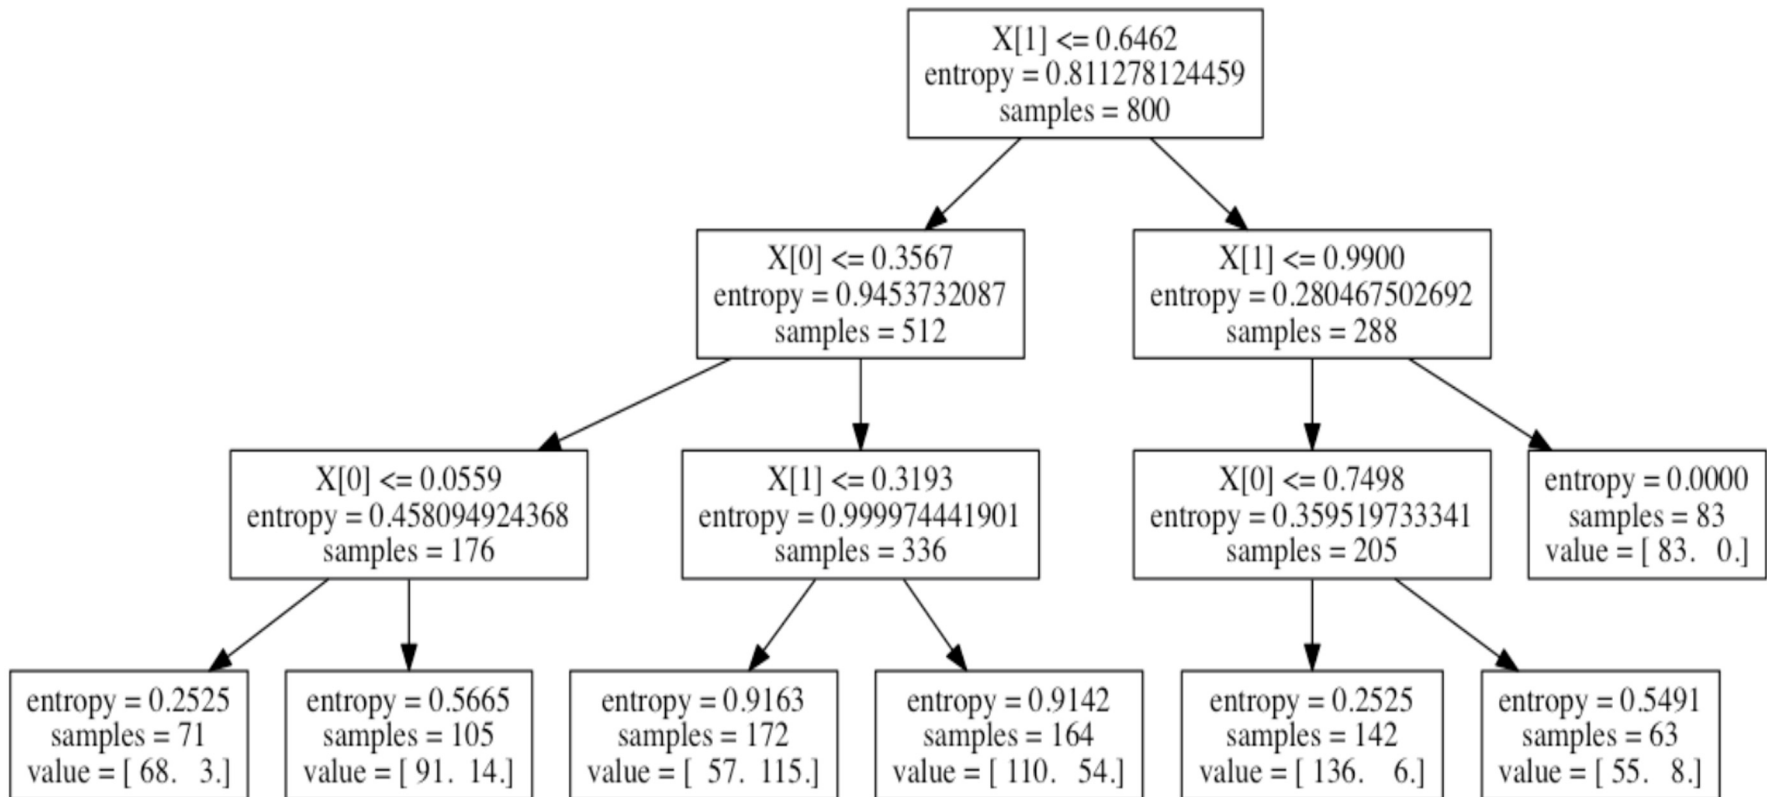 X[1] <= 0.6462
entropy = 0.811278124459
samples = 800
X[0] <= 0.3567
entropy = 0.9453732087
samples = 512
X[1] <= 0.9900
entropy = 0.280467502692
samples = 288
X[0] <= 0.0559
entropy = 0.458094924368
samples = 176
X[1] <= 0.3193
entropy = 0.999974441901
samples = 336
X[0] <= 0.7498
entropy = 0.359519733341
samples = 205
entropy = 0.0000
samples = 83
value = [ 83. 0.]
entropy = 0.2525
samples = 71
value = [ 68. 3.]
entropy = 0.5665
samples = 105
value = [ 91. 14.]
entropy = 0.9163
samples = 172
value = [ 57. 115.]
entropy = 0.9142
samples = 164
value = [ 110. 54.]
entropy = 0.2525
samples = 142
value = [ 136. 6.]
entropy = 0.5491
samples = 63
value = [ 55. 8.]